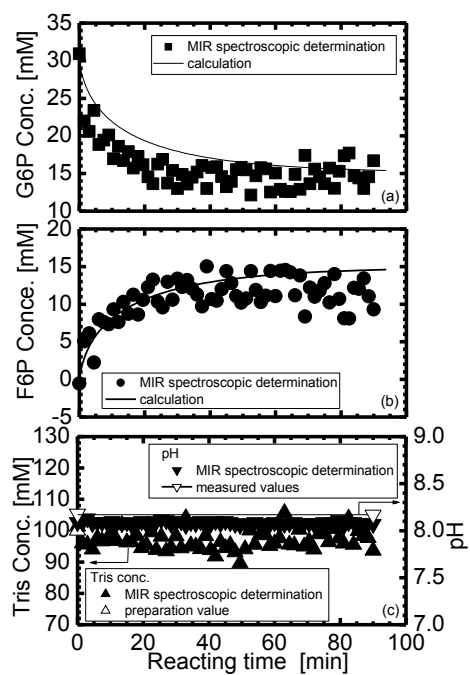 35
30
25
20
15
10
G6P Conc. [mM]
MIR spectroscopic determination
calculation
(a)
20
15
10
5
0
-5
F6P Conce. [mM]
MIR spectroscopic determination
calculation
(b)
130
120
110
100
90
80
70
Tris Conc. [mM]
pH
MIR spectroscopic determination
measured values
Tris conc.
MIR spectroscopic determination
preparation value
(c)
9.0
8.5
8.0
7.5
7.0
pH
0 20 40 60 80 100
Reacting time [min]